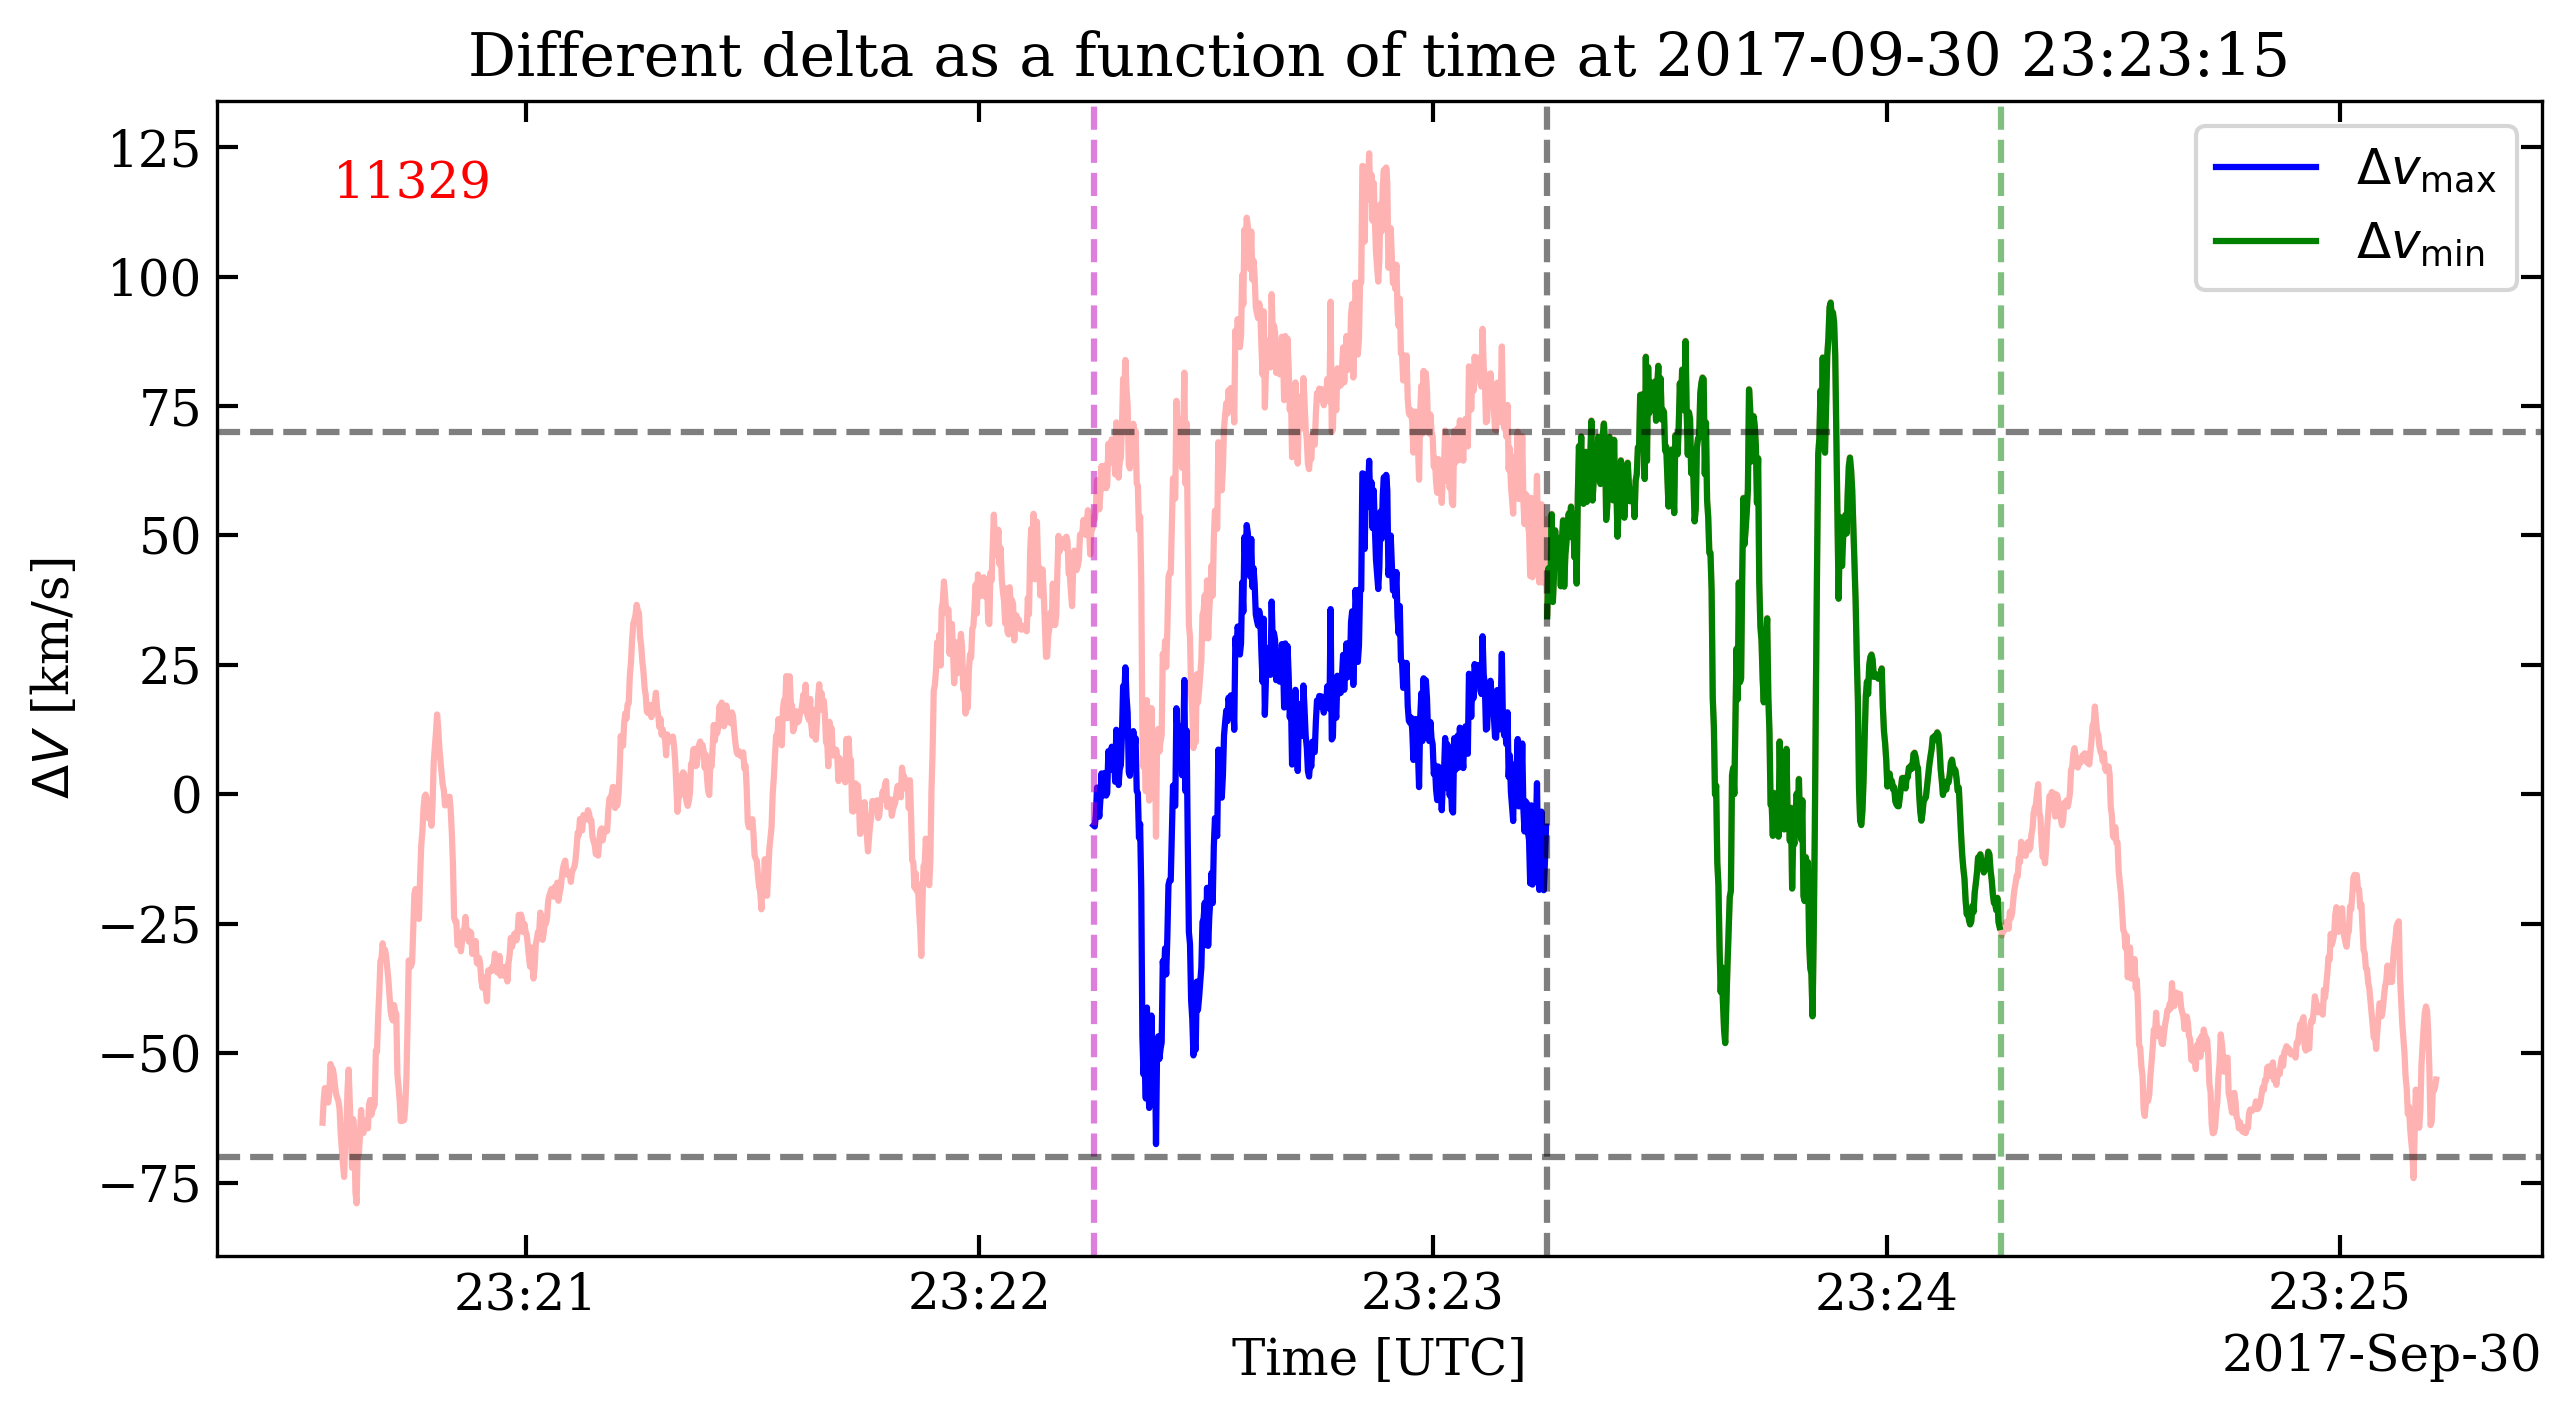 Different delta as a function of time at 2017-09-30 23:23:15
11329
Δv_max
Δv_min
ΔV [km/s]
125
100
75
50
25
0
−25
−50
−75
23:21 23:22 23:23 23:24 23:25
Time [UTC]
2017-Sep-30